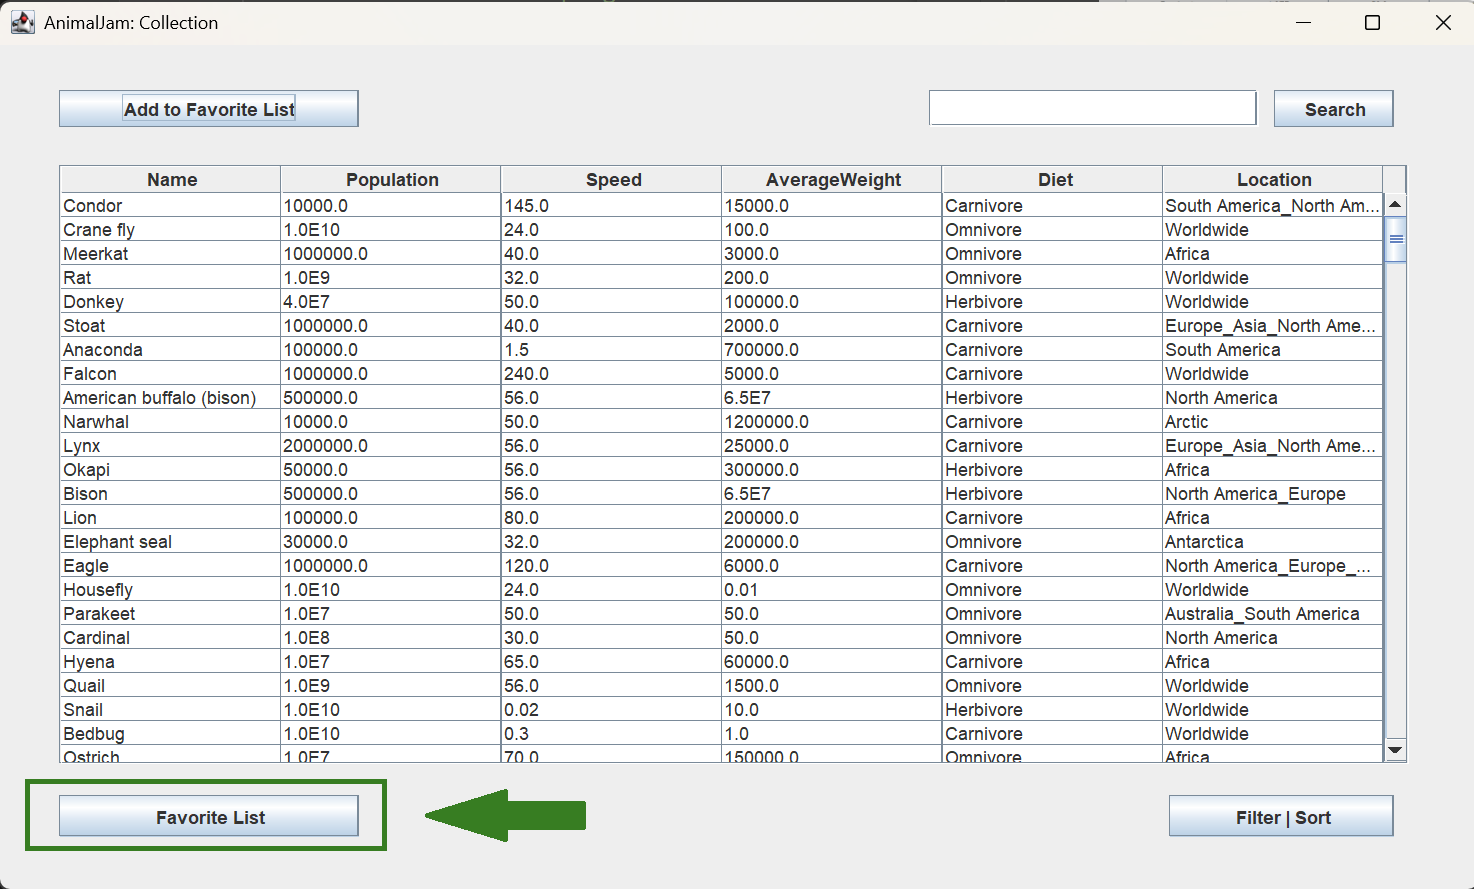 AnimalJam: Collection
Add to Favorite List
Search
Name Population Speed AverageWeight Diet Location
Condor 10000.0 145.0 15000.0 Carnivore South America_North Am...
Crane fly 1.0E10 24.0 100.0 Omnivore Worldwide
Meerkat 1000000.0 40.0 3000.0 Omnivore Africa
Rat 1.0E9 32.0 200.0 Omnivore Worldwide
Donkey 4.0E7 50.0 100000.0 Herbivore Worldwide
Stoat 1000000.0 40.0 2000.0 Carnivore Europe_Asia_North Ame...
Anaconda 100000.0 1.5 700000.0 Carnivore South America
Falcon 1000000.0 240.0 5000.0 Carnivore Worldwide
American buffalo (bison) 500000.0 56.0 6.5E7 Herbivore North America
Narwhal 10000.0 50.0 1200000.0 Carnivore Arctic
Lynx 2000000.0 56.0 25000.0 Carnivore Europe_Asia_North Ame...
Okapi 50000.0 56.0 300000.0 Herbivore Africa
Bison 500000.0 56.0 6.5E7 Herbivore North America_Europe
Lion 100000.0 80.0 200000.0 Carnivore Africa
Elephant seal 30000.0 32.0 200000.0 Omnivore Antarctica
Eagle 1000000.0 120.0 6000.0 Carnivore North America_Europe_...
Housefly 1.0E10 24.0 0.01 Omnivore Worldwide
Parakeet 1.0E7 50.0 50.0 Omnivore Australia_South America
Cardinal 1.0E8 30.0 50.0 Omnivore North America
Hyena 1.0E7 65.0 60000.0 Carnivore Africa
Quail 1.0E9 56.0 1500.0 Omnivore Worldwide
Snail 1.0E10 0.02 10.0 Herbivore Worldwide
Bedbug 1.0E10 0.3 1.0 Carnivore Worldwide
Ostrich 1.0E7 70.0 150000.0 Omnivore Africa
Favorite List
Filter | Sort